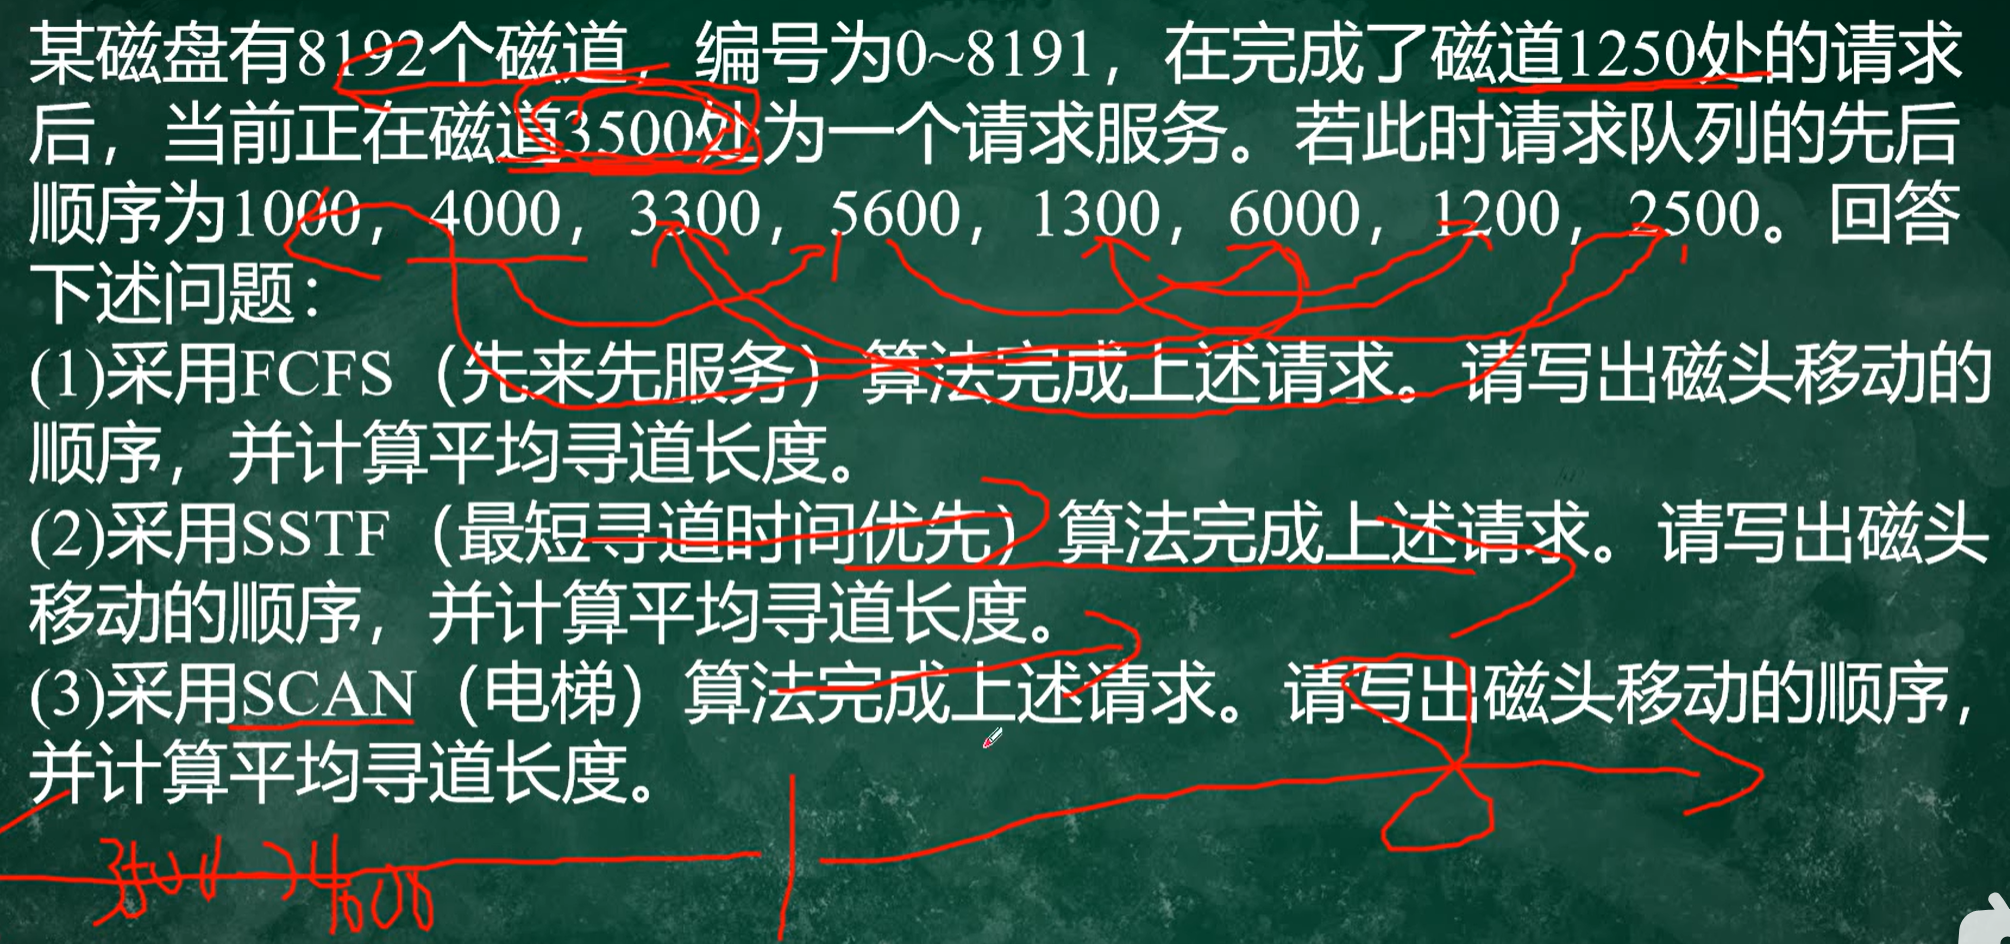 某磁盘有8192个磁道，编号为0~8191，在完成了磁道1250处的请求
后，当前正在磁道3500处为一个请求服务。若此时请求队列的先后
顺序为1000，4000，3300，5600，1300，6000，1200，2500。回答
下述问题：
(1)采用FCFS（先来先服务）算法完成上述请求。请写出磁头移动的
顺序，并计算平均寻道长度。
(2)采用SSTF（最短寻道时间优先）算法完成上述请求。请写出磁头
移动的顺序，并计算平均寻道长度。
(3)采用SCAN（电梯）算法完成上述请求。请写出磁头移动的顺序，
并计算平均寻道长度。